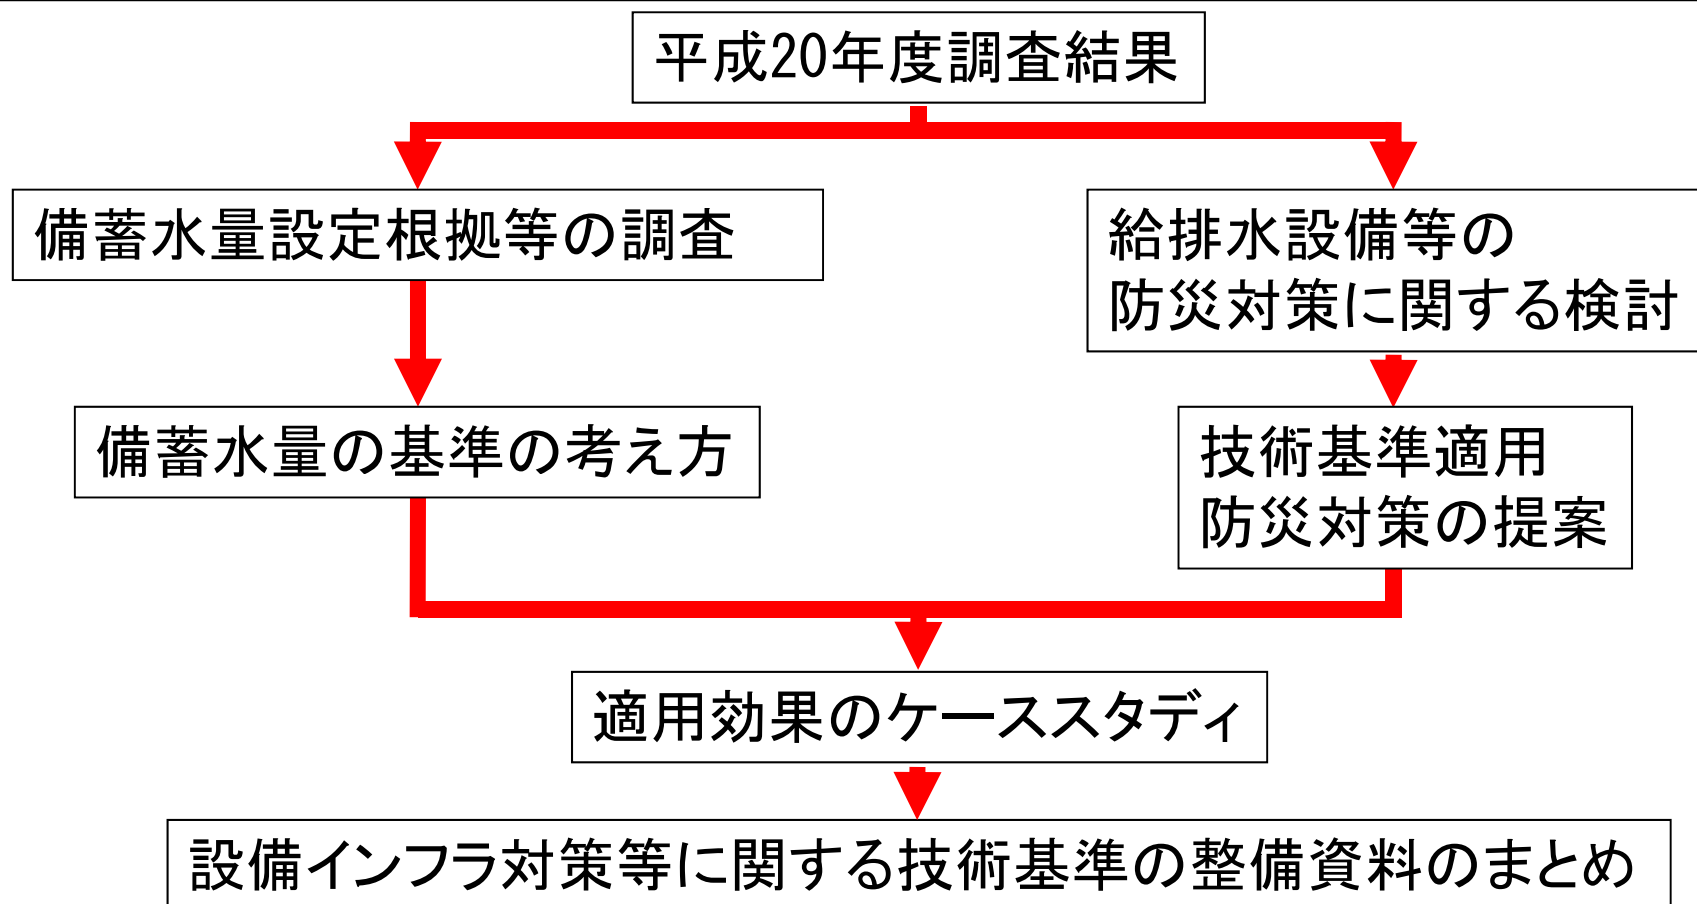 平成20年度調査結果
備蓄水量設定根拠等の調査
給排水設備等の
防災対策に関する検討
備蓄水量の基準の考え方
技術基準適用
防災対策の提案
適用効果のケーススタディ
設備インフラ対策等に関する技術基準の整備資料のまとめ